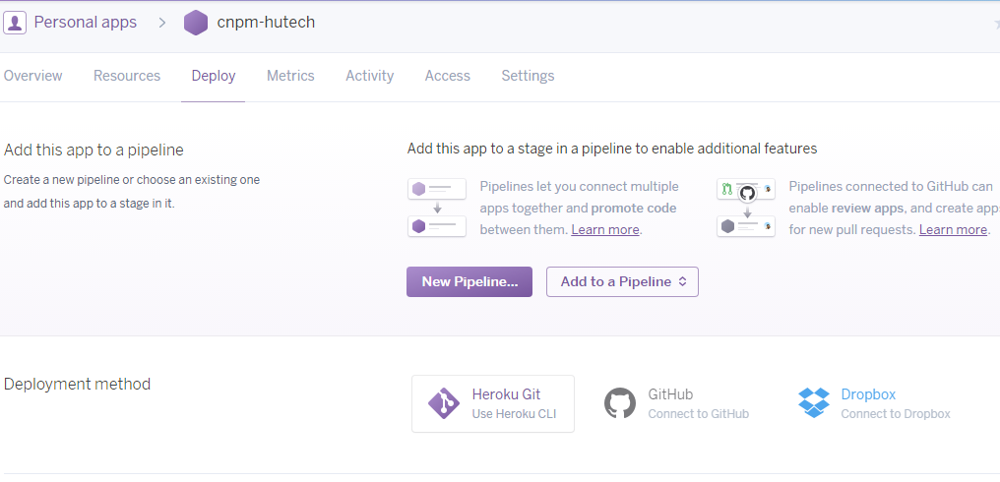 Personal apps > cnpm-hutech
Overview Resources Deploy Metrics Activity Access Settings
Add this app to a pipeline
Create a new pipeline or choose an existing one
and add this app to a stage in it.
Add this app to a stage in a pipeline to enable additional features
Pipelines let you connect multiple
apps together and promote code
between them. Learn more.
Pipelines connected to GitHub can
enable review apps, and create app
for new pull requests. Learn more.
New Pipeline... Add to a Pipeline
Deployment method
Heroku Git
Use Heroku CLI
GitHub
Connect to GitHub
Dropbox
Connect to Dropbox